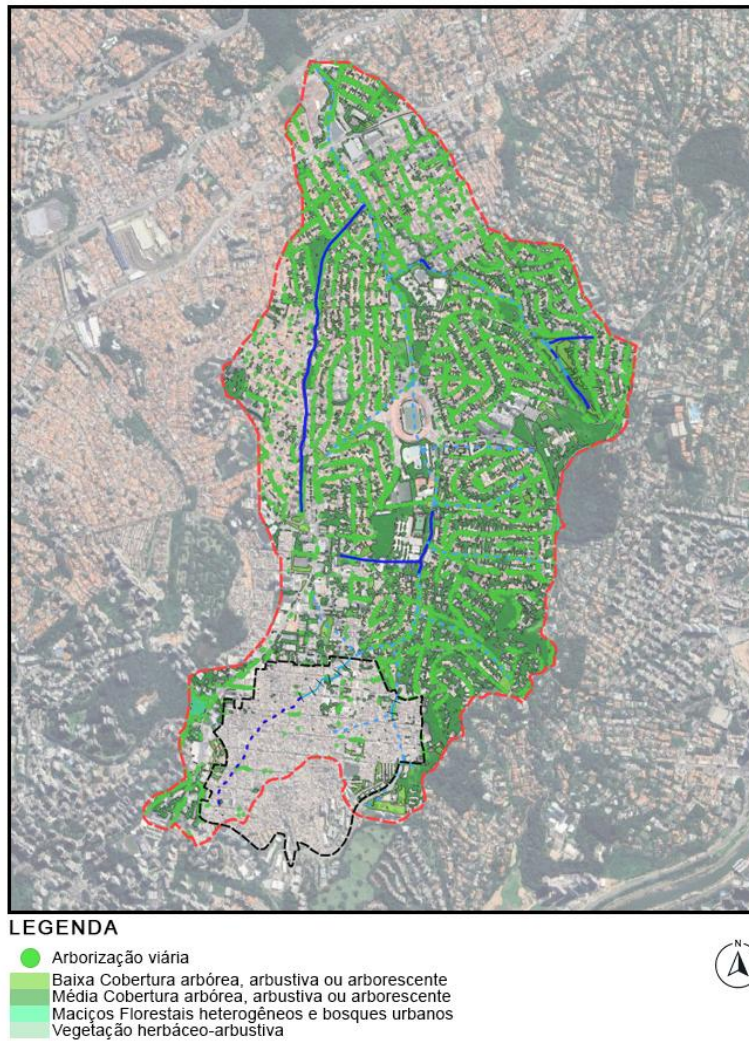 LEGENDA
N
Arborização viária
Baixa Cobertura arbórea, arbustiva ou arborescente
Média Cobertura arbórea, arbustiva ou arborescente
Maciços Florestais heterogêneos e bosques urbanos
Vegetação herbáceo-arbustiva